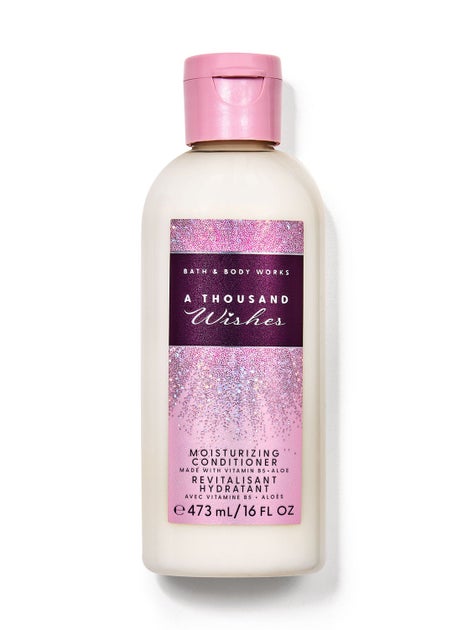 BATH & BODY WORKS
A THOUSAND
Wishes
MOISTURIZING
CONDITIONER
MADE WITH VITAMIN B5 • ALOE
REVITALISANT
HYDRATANT
AVEC VITAMINE B5 • ALOÈS
℮ 473 mL/16 FL OZ